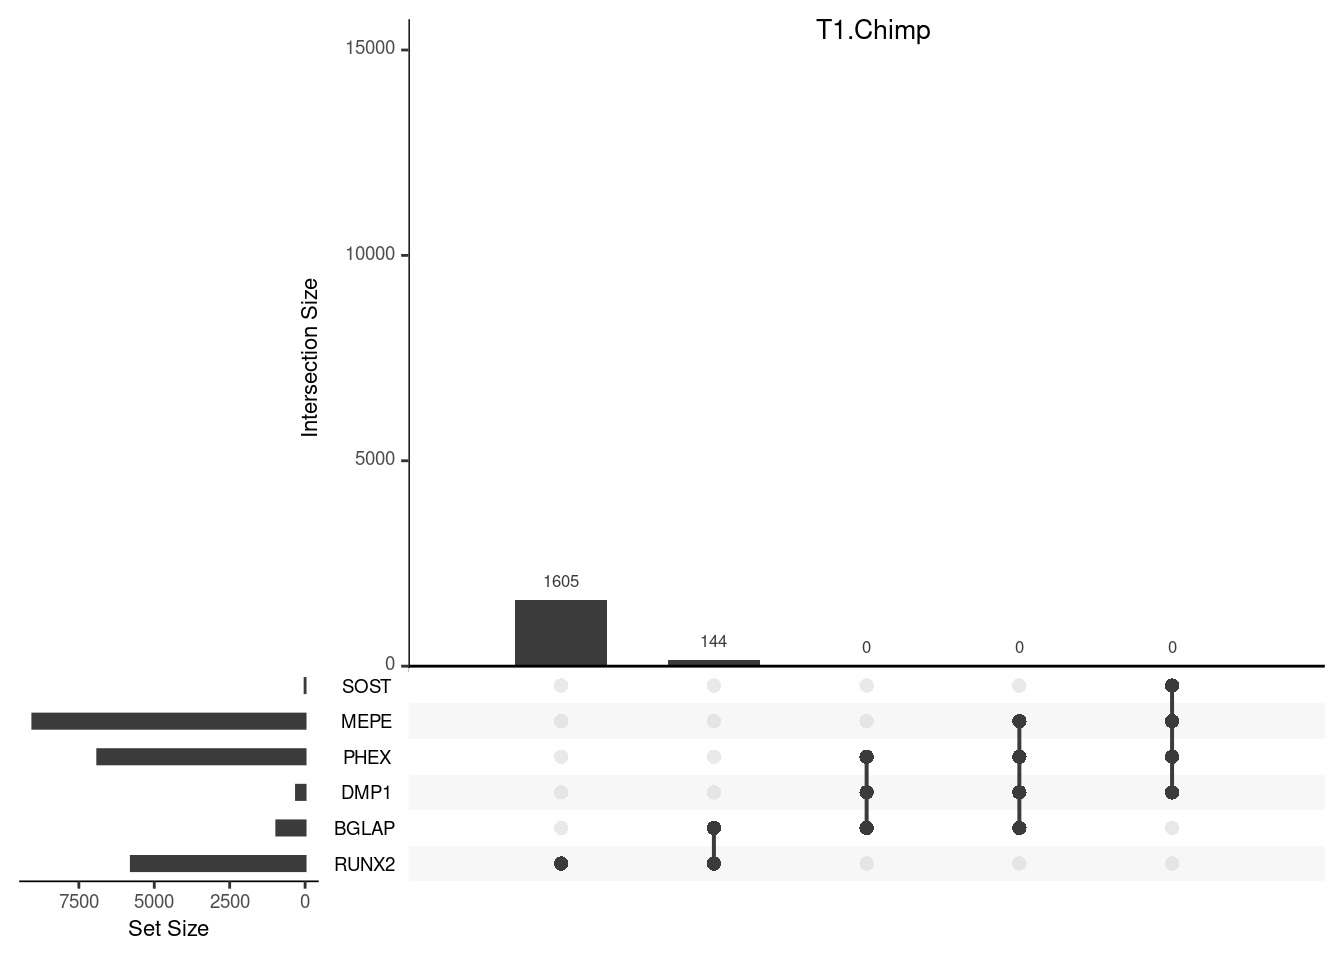 T1.Chimp
15000
10000
5000
0
Intersection Size
1605
144
0
0
0
SOST
MEPE
PHEX
DMP1
BGLAP
RUNX2
7500 5000 2500 0
Set Size